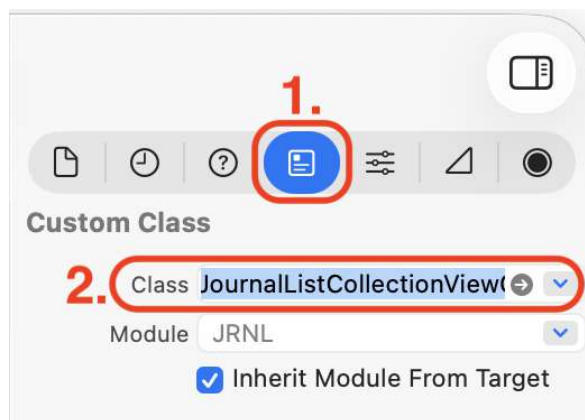 1.
?
Custom Class
2. Class JournalListCollectionView
Module JRNL
Inherit Module From Target